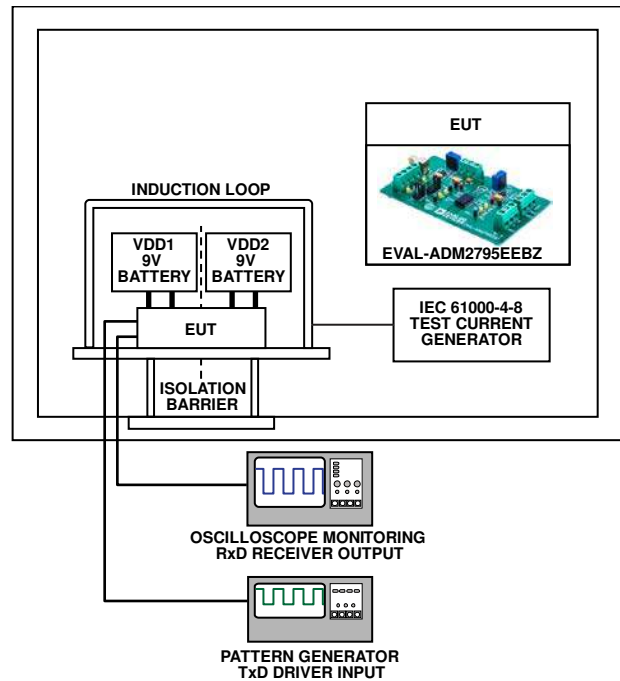 EUT
EVAL-ADM2795EEBZ
INDUCTION LOOP
VDD1
9V
BATTERY
VDD2
9V
BATTERY
EUT
IEC 61000-4-8
TEST CURRENT
GENERATOR
ISOLATION
BARRIER
OSCILLOSCOPE MONITORING
RxD RECEIVER OUTPUT
PATTERN GENERATOR
TxD DRIVER INPUT